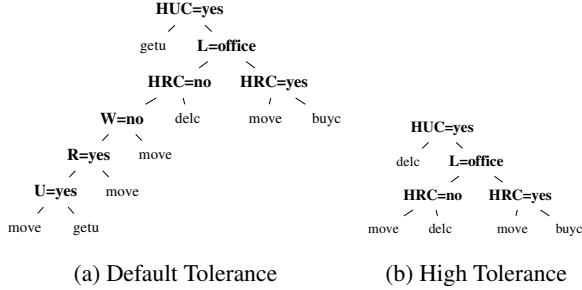 HUC=yes
getu L=office
HRC=no HRC=yes
W=no delc move buyc
R=yes move
U=yes move
move getu
(a) Default Tolerance
HUC=yes
delc L=office
HRC=no HRC=yes
move delc move buyc
(b) High Tolerance